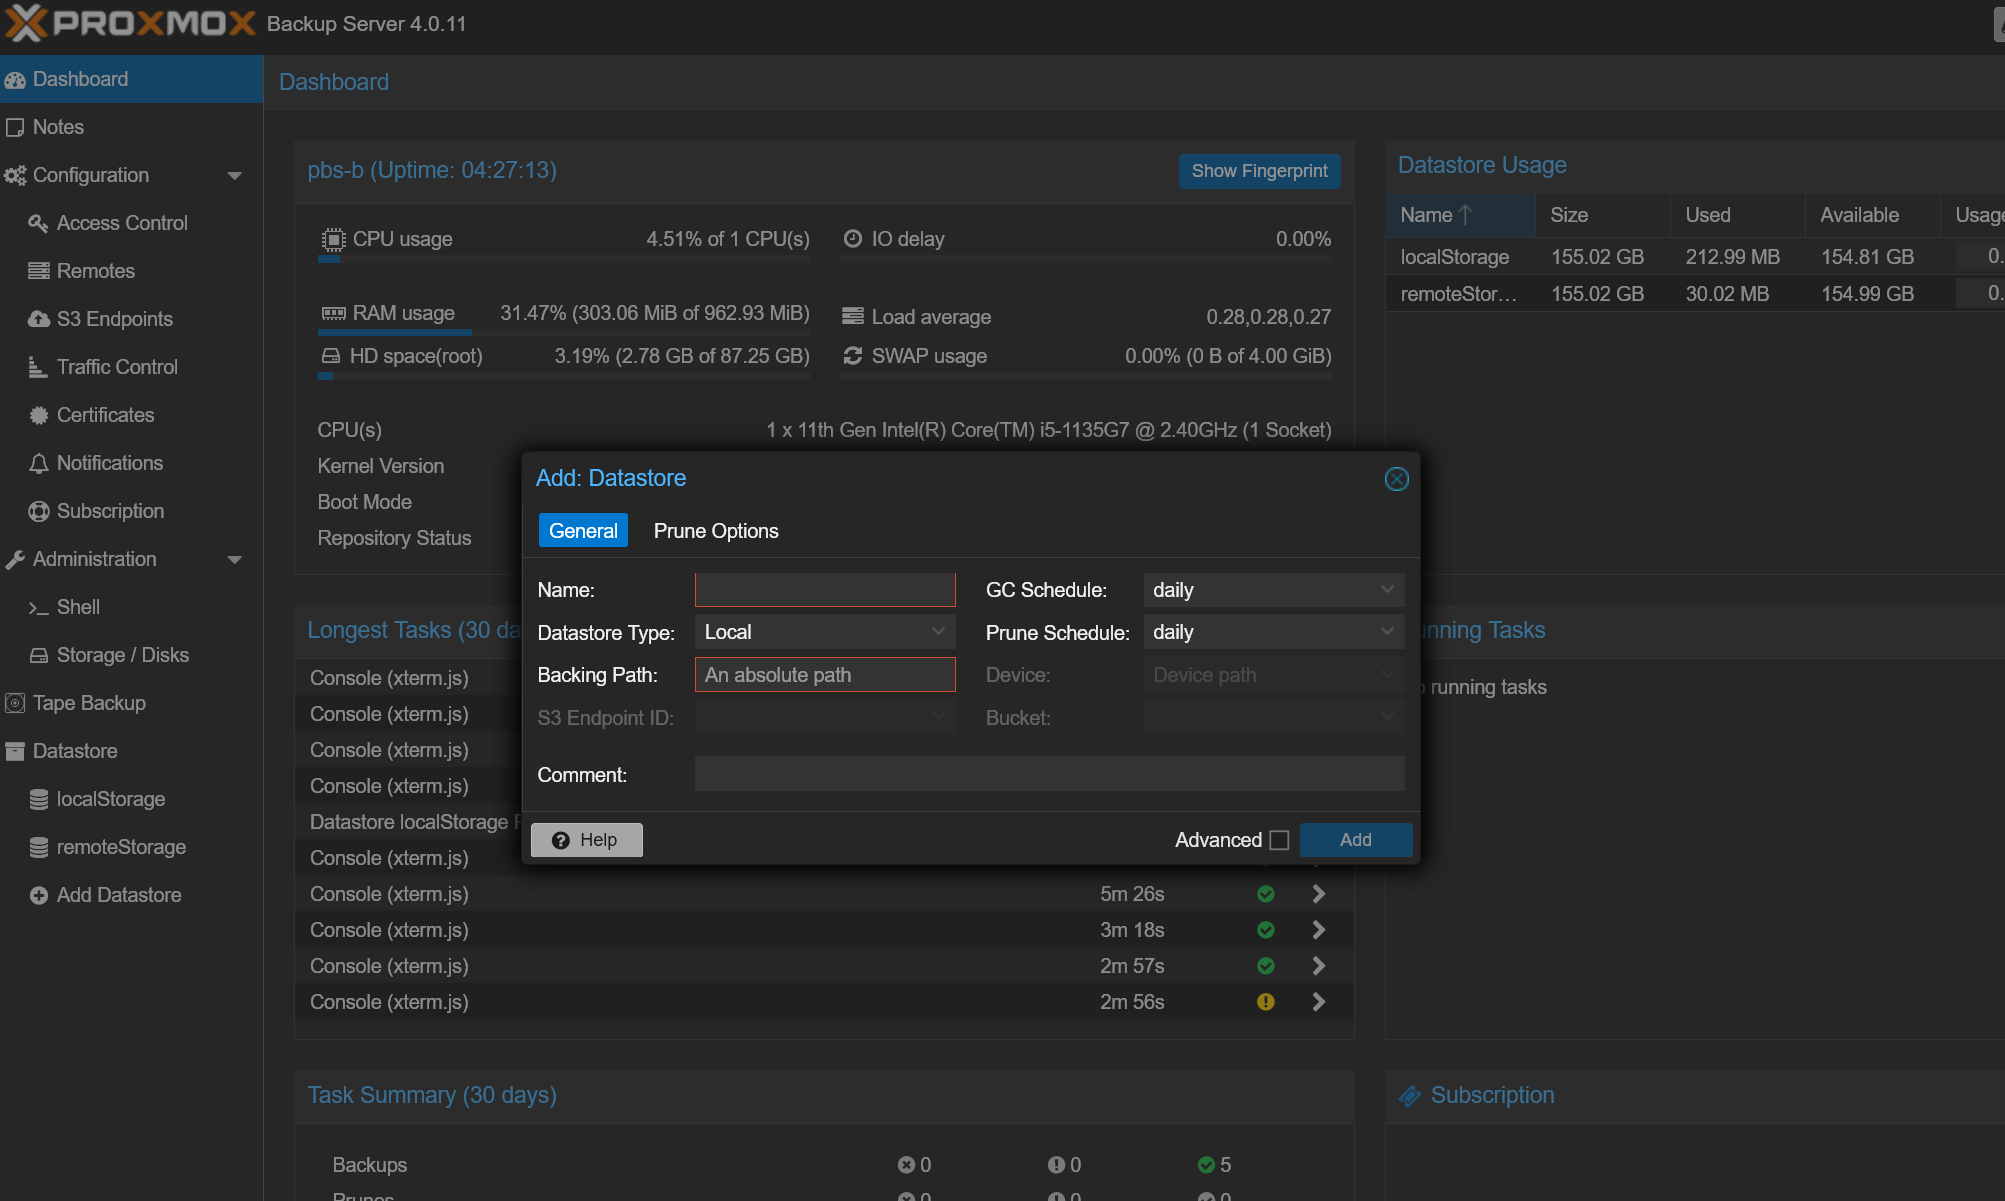 PROXMOX Backup Server 4.0.11
Dashboard
Notes
Configuration
Access Control
Remotes
S3 Endpoints
Traffic Control
Certificates
Notifications
Subscription
Administration
Shell
Storage / Disks
Tape Backup
Datastore
localStorage
remoteStorage
Add Datastore
Dashboard
pbs-b (Uptime: 04:27:13)
Show Fingerprint
CPU usage 4.51% of 1 CPU(s)
IO delay 0.00%
RAM usage 31.47% (303.06 MiB of 962.93 MiB)
Load average 0.28,0.28,0.27
HD space(root) 3.19% (2.78 GB of 87.25 GB)
SWAP usage 0.00% (0 B of 4.00 GiB)
CPU(s) 1 x 11th Gen Intel(R) Core(TM) i5-1135G7 @ 2.40GHz (1 Socket)
Kernel Version
Boot Mode
Repository Status
Datastore Usage
Name Size Used Available Usage
localStorage 155.02 GB 212.99 MB 154.81 GB 0.
remoteStor... 155.02 GB 30.02 MB 154.99 GB 0.
Add: Datastore
General Prune Options
Name: GC Schedule: daily
Datastore Type: Local Prune Schedule: daily
Backing Path: An absolute path Device: Device path
S3 Endpoint ID: Bucket:
Comment:
Help Advanced Add
Longest Tasks (30 da
Console (xterm.js)
Console (xterm.js)
Console (xterm.js)
Console (xterm.js)
Datastore localStorage
Console (xterm.js)
Console (xterm.js) 5m 26s
Console (xterm.js) 3m 18s
Console (xterm.js) 2m 57s
Console (xterm.js) 2m 56s
nning Tasks
running tasks
Task Summary (30 days)
Backups 0 0 5
Prunes 0 0 0
Subscription